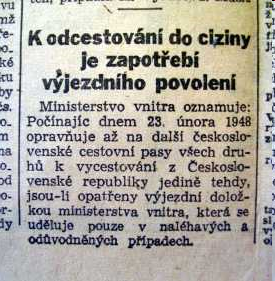 K odcestování do ciziny
je zapotřebí
výjezdního povolení
Ministerstvo vnitra oznamuje:
Počínajíc dnem 23. února 1948
opravňuje až na další českoslo-
venské cestovní pasy všech dru-
hů k vycestování z Českoslo-
venské republiky jedině tehdy,
jsou-li opatřeny výjezdní dolož-
kou ministerstva vnitra, která se
uděluje pouze v naléhavých a
odůvodněných případech.